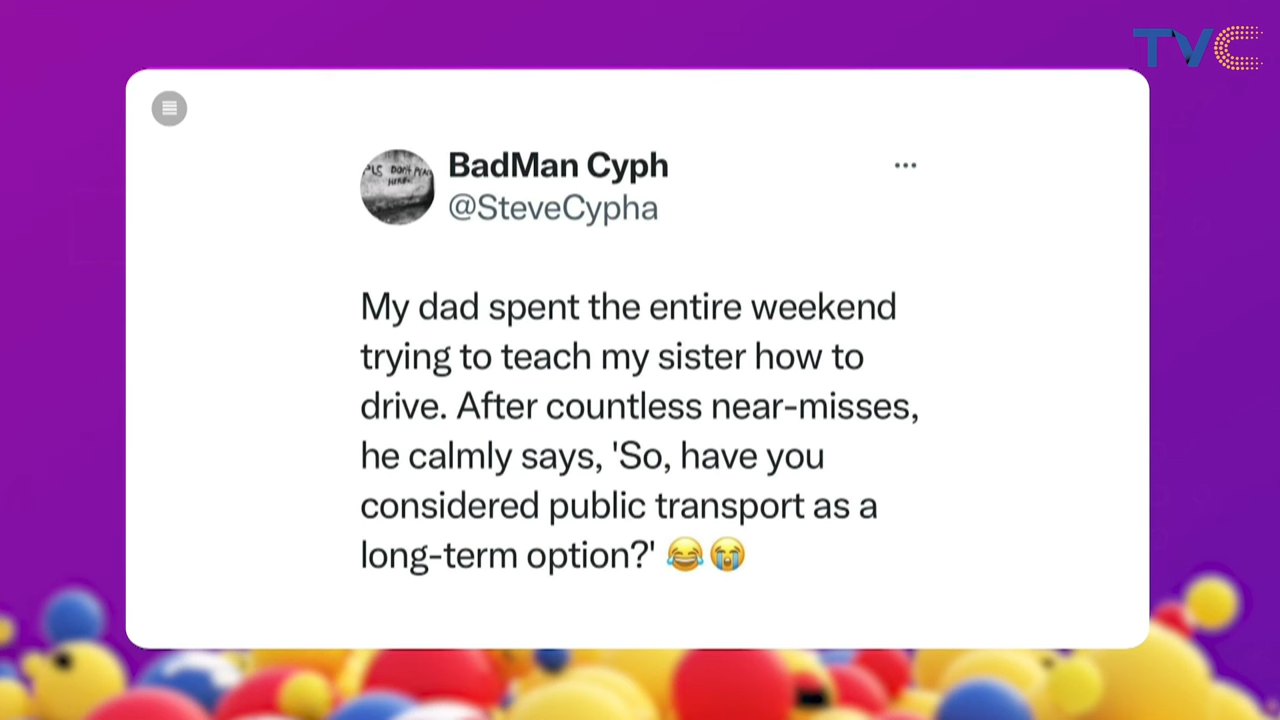 TVC
BadMan Cyph
@SteveCypha
My dad spent the entire weekend
trying to teach my sister how to
drive. After countless near-misses,
he calmly says, 'So, have you
considered public transport as a
long-term option?' 😂😭